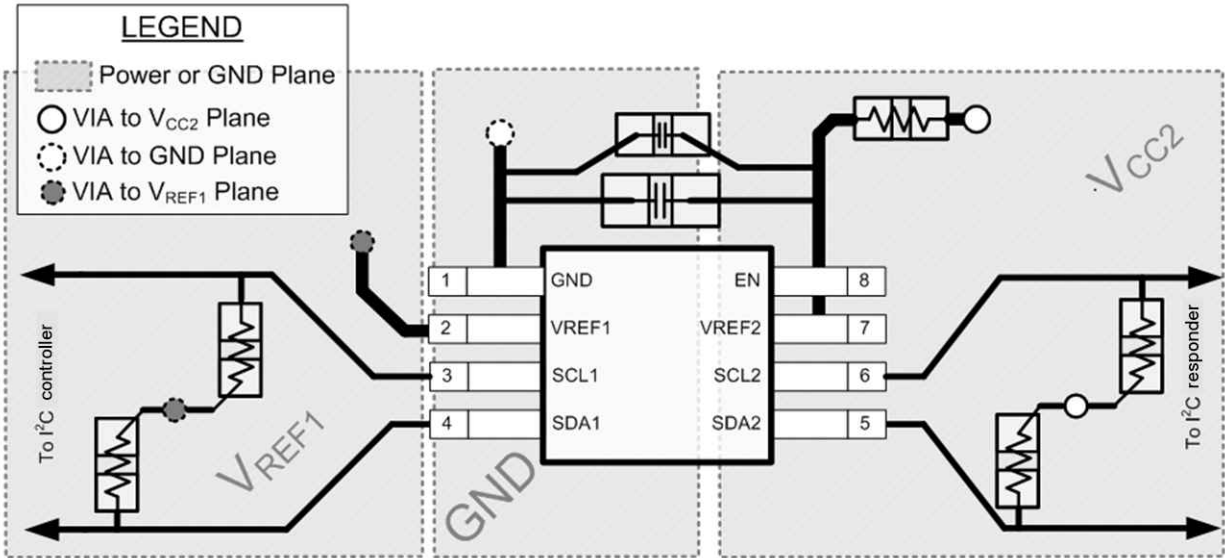 LEGEND
Power or GND Plane
VIA to VCC2 Plane
VIA to GND Plane
VIA to VREF1 Plane
VCC2
1 GND EN 8
2 VREF1 VREF2 7
3 SCL1 SCL2 6
4 SDA1 SDA2 5
To I²C controller
VREF1
GND
To I²C responder